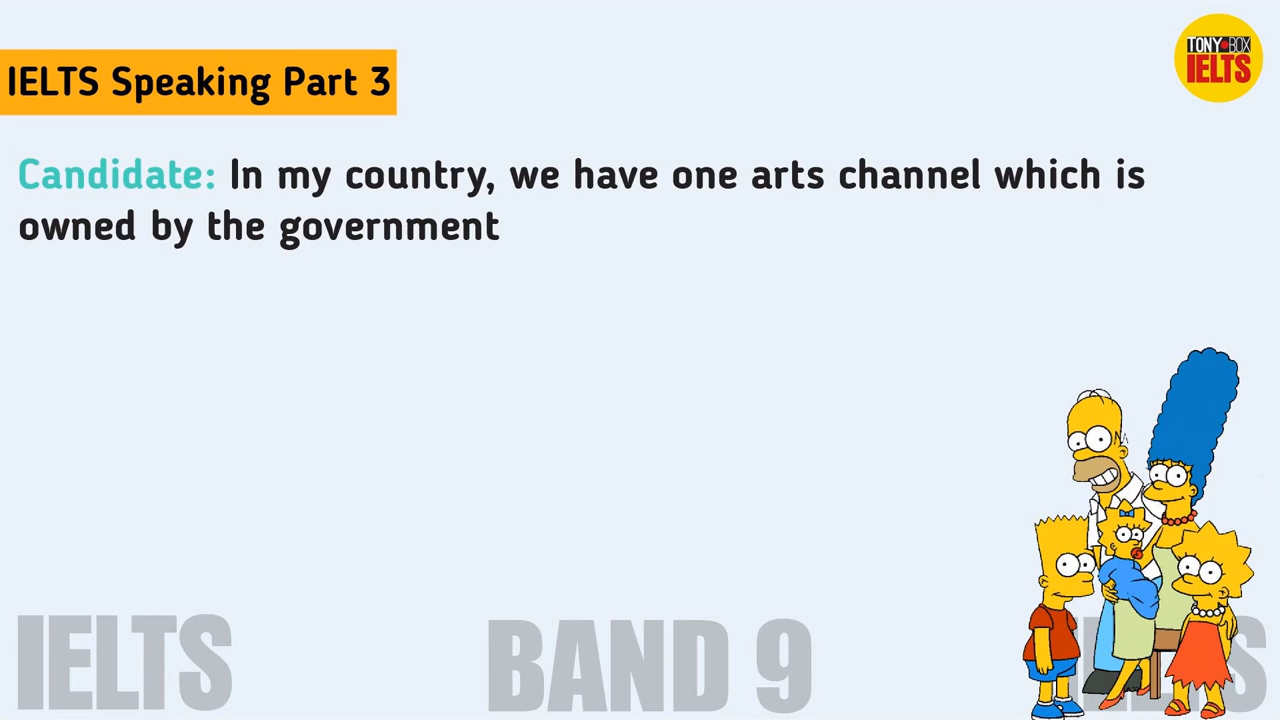 TONY BOX
IELTS
IELTS Speaking Part 3
Candidate: In my country, we have one arts channel which is
owned by the government
IELTS BAND 9 IELTS